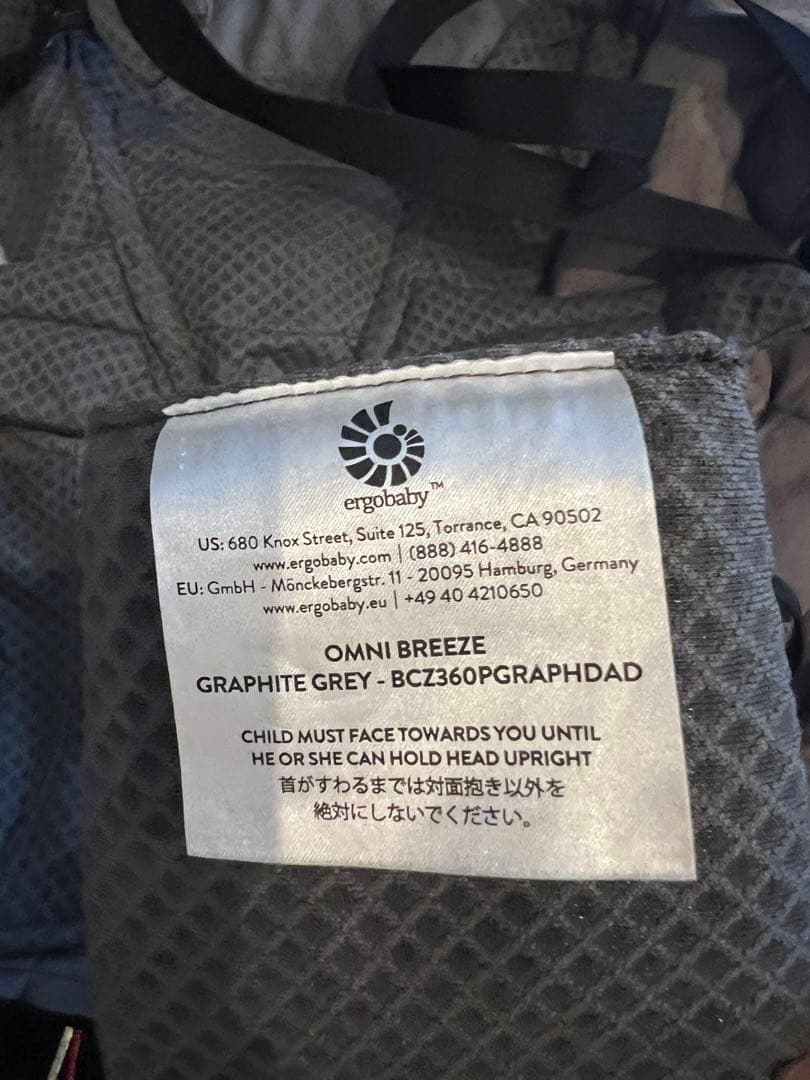 ergobaby™
US: 680 Knox Street, Suite 125, Torrance, CA 90502
www.ergobaby.com | (888) 416-4888
EU: GmbH - Mönckebergstr. 11 - 20095 Hamburg, Germany
www.ergobaby.eu | +49 40 4210650
OMNI BREEZE
GRAPHITE GREY - BCZ360PGRAPHDAD
CHILD MUST FACE TOWARDS YOU UNTIL
HE OR SHE CAN HOLD HEAD UPRIGHT
首がすわるまでは対面抱き以外を
絶対にしないでください。